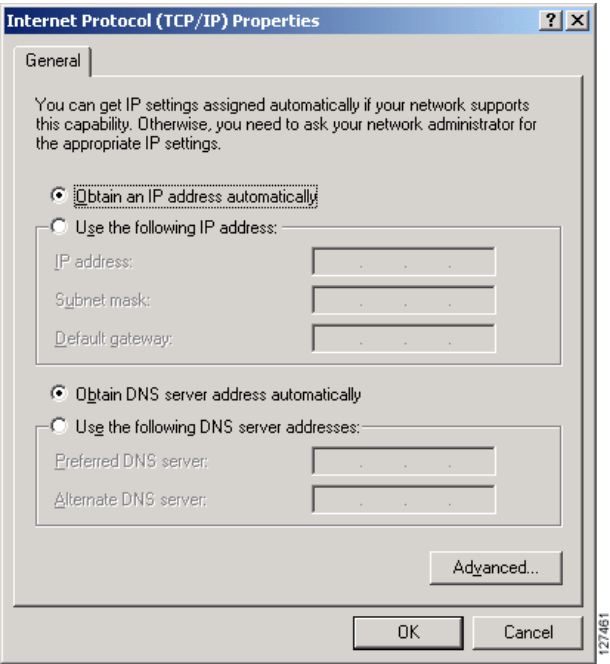 Internet Protocol (TCP/IP) Properties
General
You can get IP settings assigned automatically if your network supports
this capability. Otherwise, you need to ask your network administrator for
the appropriate IP settings.
Obtain an IP address automatically
Use the following IP address:
IP address:
Subnet mask:
Default gateway:
Obtain DNS server address automatically
Use the following DNS server addresses:
Preferred DNS server:
Alternate DNS server:
Advanced...
OK
Cancel
127461